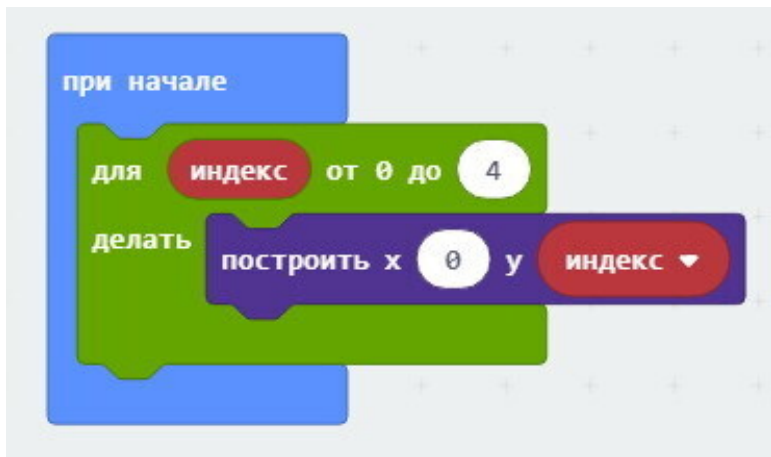 при начале
для индекс от 0 до 4
делать
построить x 0 y индекс